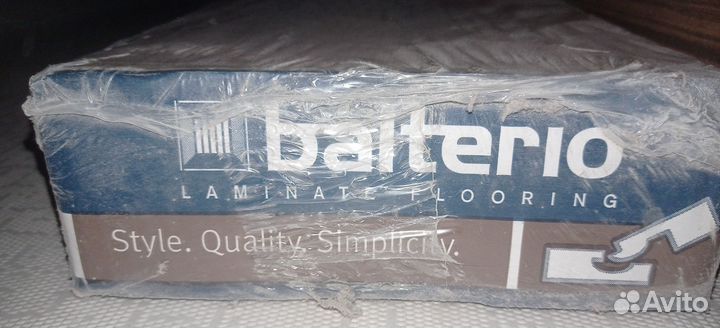 balterio
LAMINATE FLOORING
Style. Quality. Simplicity.
Avito